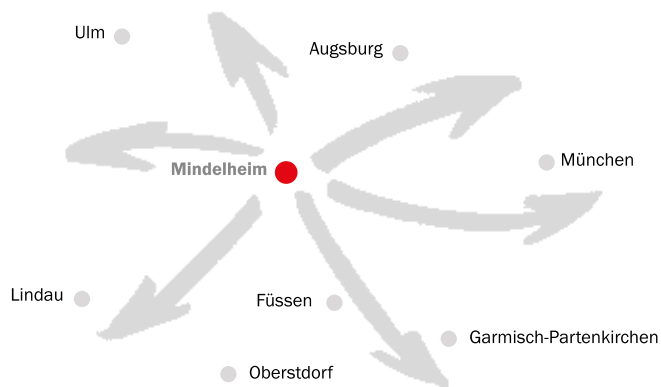 Ulm
Augsburg
München
Mindelheim
Lindau
Füssen
Garmisch-Partenkirchen
Oberstdorf